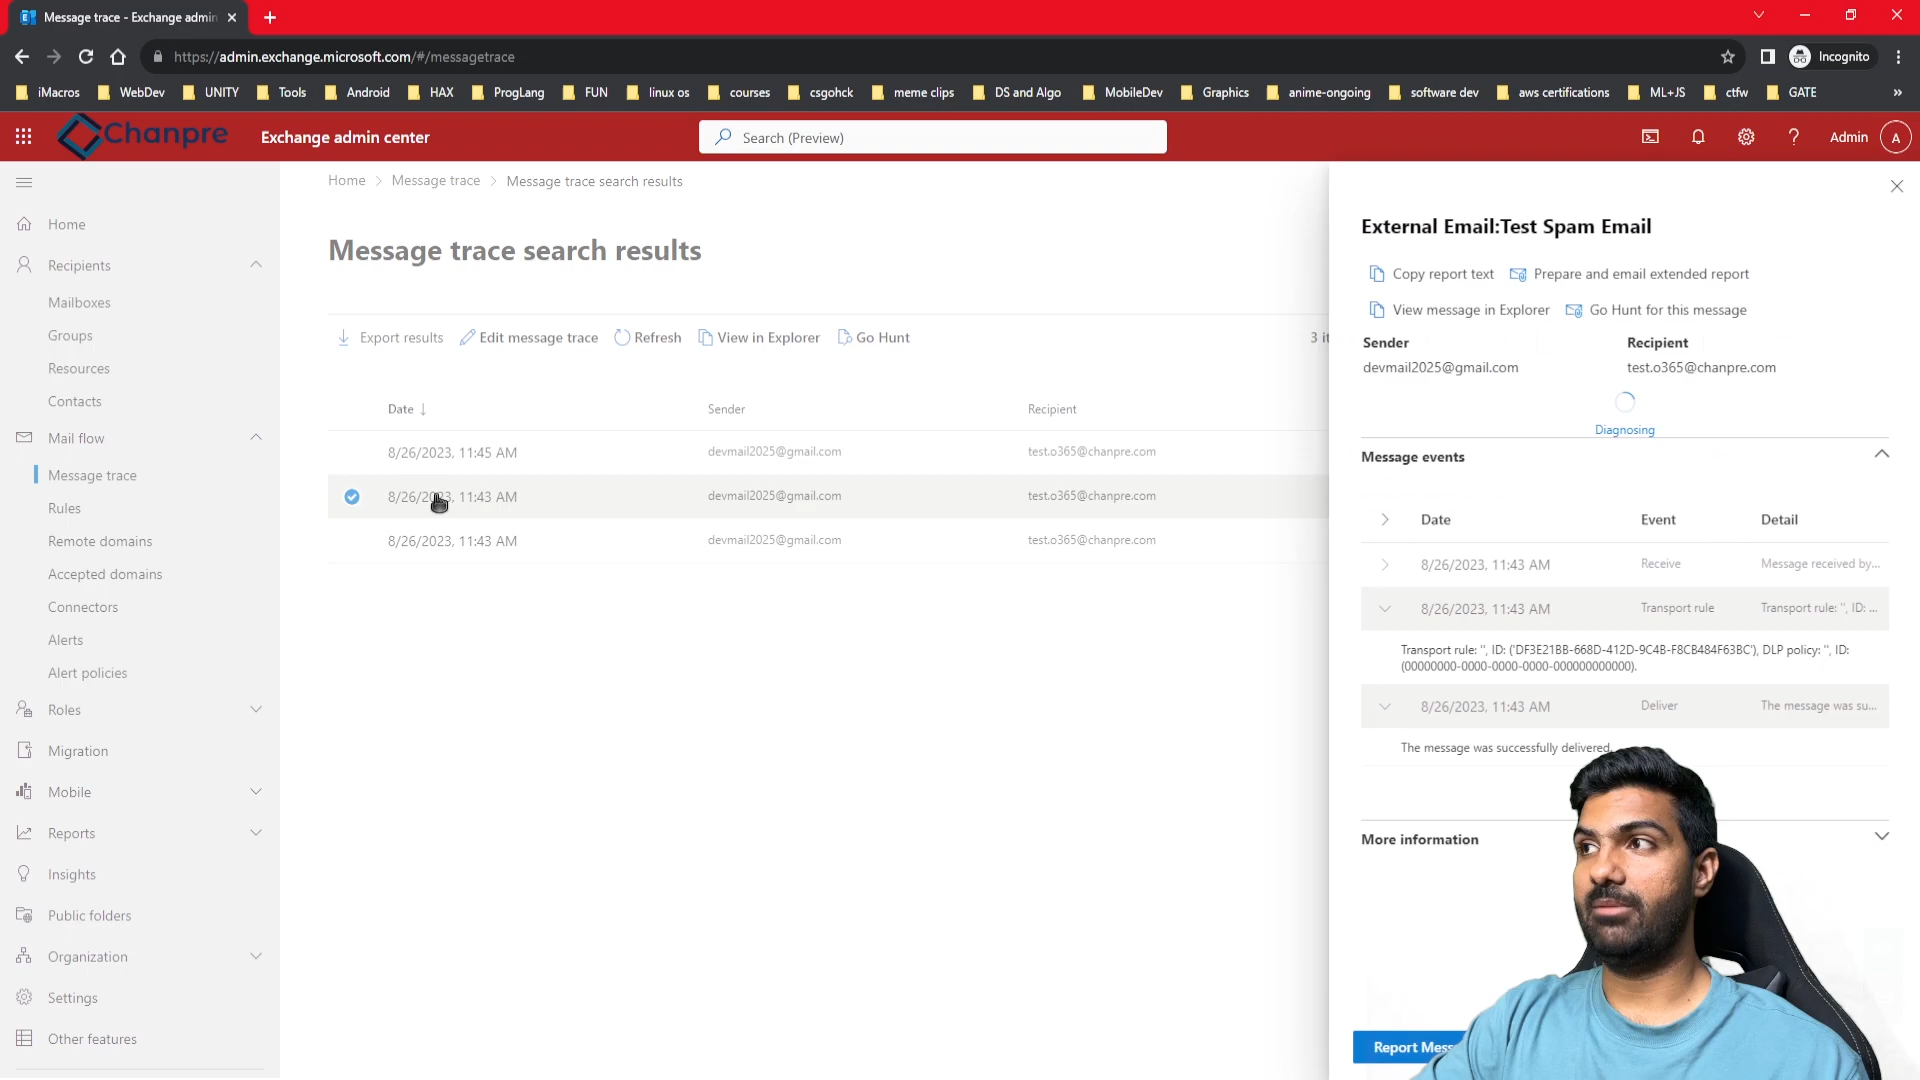 Message trace - Exchange admin
https://admin.exchange.microsoft.com/#/messagetrace
Incognito
iMacros WebDev UNITY Tools Android HAX ProgLang FUN linux os courses csgohck meme clips DS and Algo MobileDev Graphics anime-ongoing software dev aws certifications ML+JS ctfw GATE »
Chanpre
Exchange admin center
Search (Preview)
Admin
A
Home
Recipients
Mailboxes
Groups
Resources
Contacts
Mail flow
Message trace
Rules
Remote domains
Accepted domains
Connectors
Alerts
Alert policies
Roles
Migration
Mobile
Reports
Insights
Public folders
Organization
Settings
Other features
Home > Message trace > Message trace search results
Message trace search results
Export results Edit message trace Refresh View in Explorer Go Hunt
3
Date ↓ Sender Recipient
8/26/2023, 11:45 AM devmail2025@gmail.com test.o365@chanpre.com
8/26/2023, 11:43 AM devmail2025@gmail.com test.o365@chanpre.com
8/26/2023, 11:43 AM devmail2025@gmail.com test.o365@chanpre.com
External Email:Test Spam Email
Copy report text Prepare and email extended report
View message in Explorer Go Hunt for this message
Sender Recipient
devmail2025@gmail.com test.o365@chanpre.com
Diagnosing
Message events
Date Event Detail
8/26/2023, 11:43 AM Receive Message received by...
8/26/2023, 11:43 AM Transport rule Transport rule: '', ID: ...
Transport rule: '', ID: ('DF3E21BB-668D-412D-9C4B-F8CB484F63BC'), DLP policy: '', ID:
(00000000-0000-0000-0000-000000000000).
8/26/2023, 11:43 AM Deliver The message was su...
The message was successfully delivered.
More information
Report